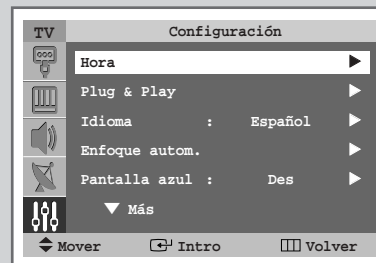 TV Configuración
Hora
Plug & Play
Idioma : Español
Enfoque autom.
Pantalla azul : Des
Más
Mover Intro Volver